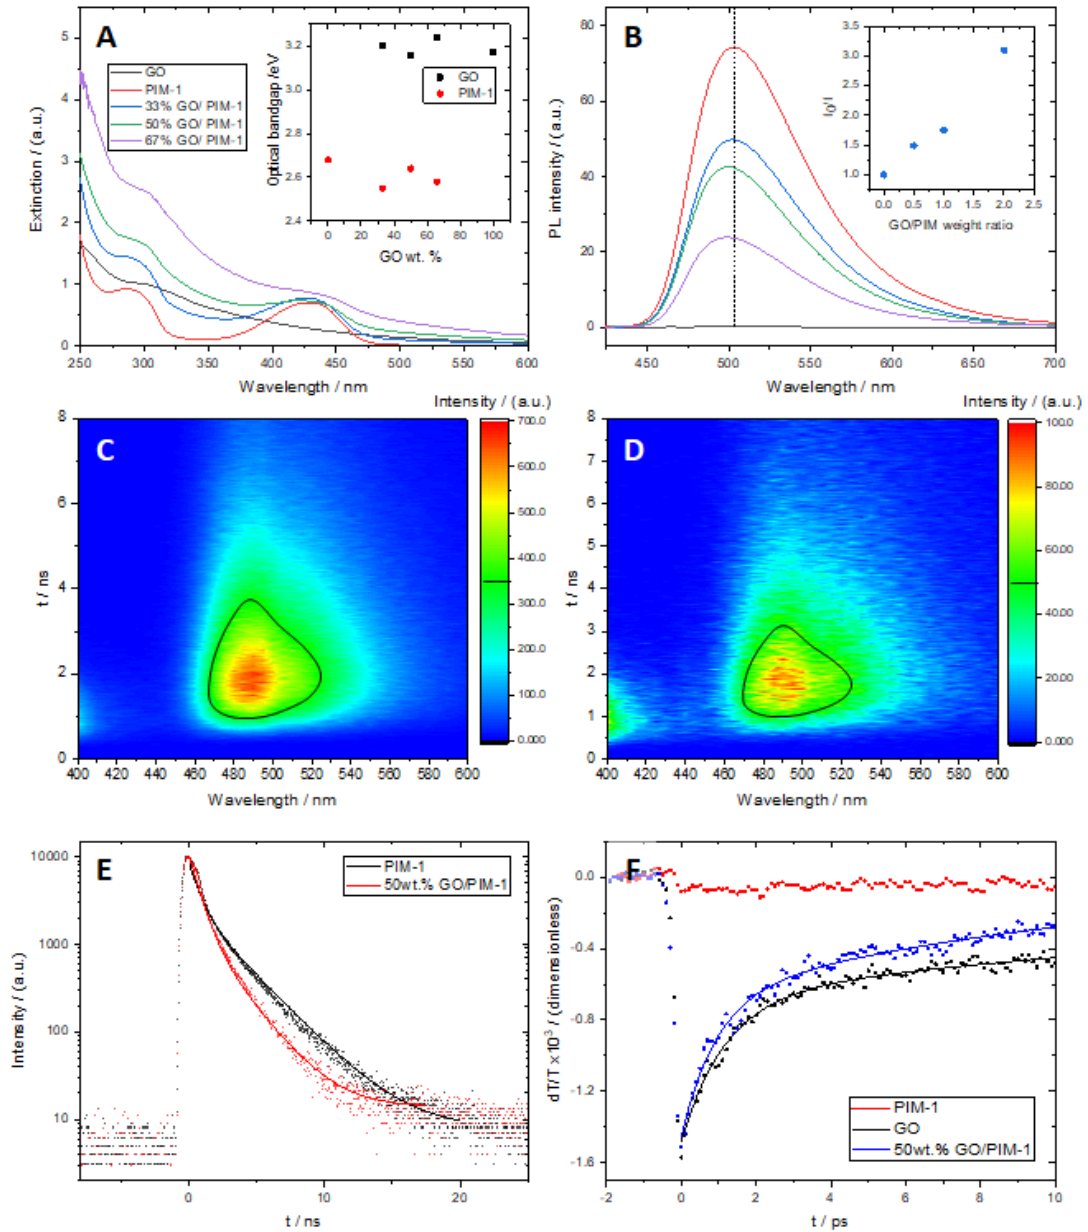 A
Extinction / (a.u.)
5
4
3
2
1
0
GO
PIM-1
33% GO/ PIM-1
50% GO/ PIM-1
67% GO/ PIM-1
Optical bandgap /eV
3.2
3.0
2.8
2.6
2.4
GO
PIM-1
0 20 40 60 80 100
GO wt. %
250 300 350 400 450 500 550 600
Wavelength / nm
B
PL intensity / (a.u.)
80
60
40
20
0
I0/I
3.5
3.0
2.5
2.0
1.5
1.0
0.0 0.5 1.0 1.5 2.0 2.5
GO/PIM weight ratio
450 500 550 600 650 700
Wavelength / nm
Intensity / (a.u.)
C
t / ns
8
6
4
2
1
0
700.0
600.0
500.0
400.0
300.0
200.0
100.0
0.000
400 420 440 460 480 500 520 540 560 580 600
Wavelength / nm
Intensity / (a.u.)
D
t / ns
8
7
6
5
4
3
2
1
0
100.0
80.00
60.00
40.00
20.00
0.000
400 420 440 460 480 500 520 540 560 580 600
Wavelength / nm
E
Intensity / (a.u.)
10000
1000
100
10
PIM-1
50wt.% GO/PIM-1
0 10 20
t / ns
F
dT/T x10-3 / (dimensionless)
0.0
-0.4
-0.8
-1.2
-1.6
PIM-1
GO
50wt.% GO/PIM-1
-2 0 2 4 6 8 10
t / ps